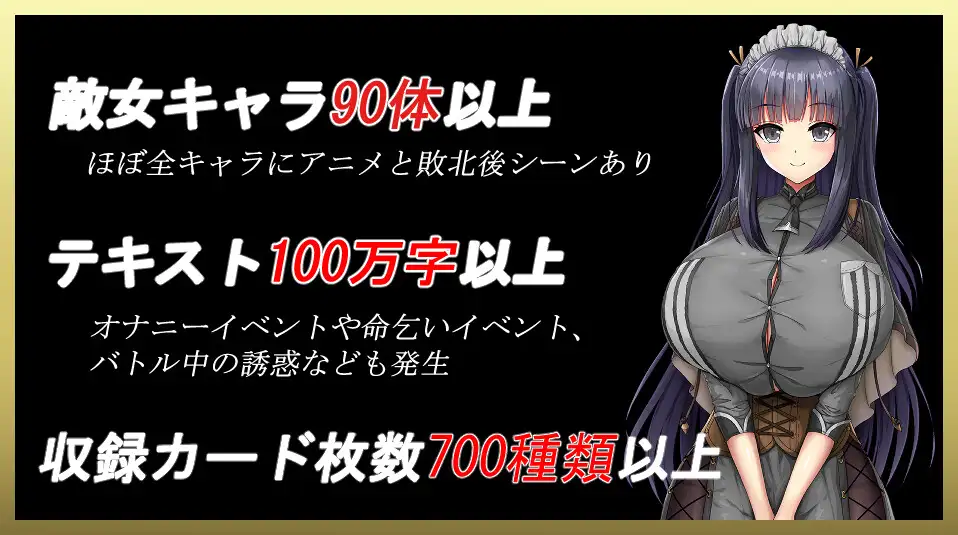 敵女キャラ90体以上
ほぼ全キャラにアニメと敗北後シーンあり
テキスト100万字以上
オナニーイベントや命乞いイベント、
バトル中の誘惑なども発生
収録カード枚数700種類以上